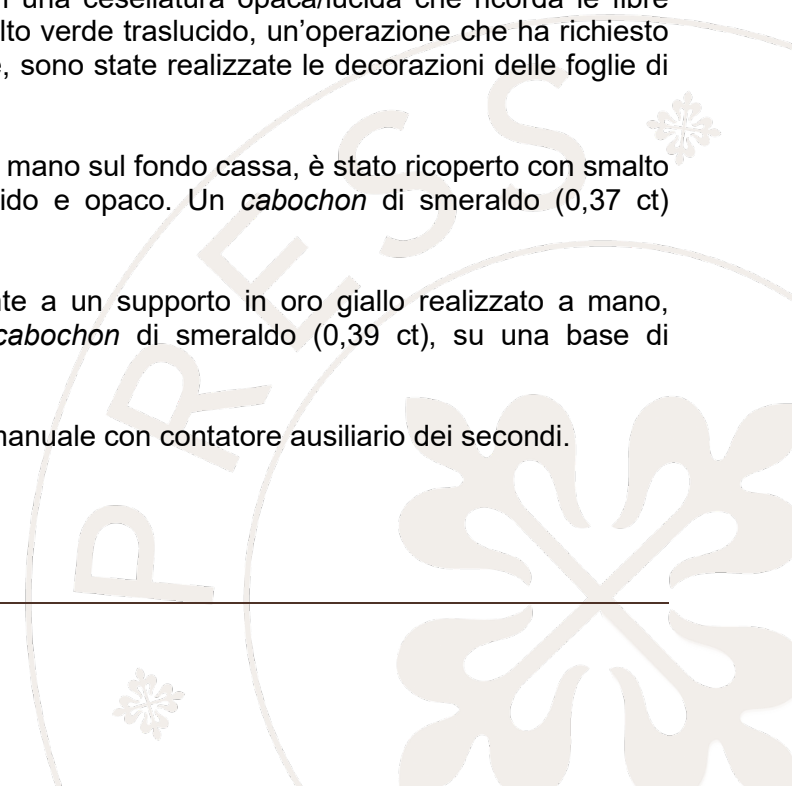 una cesellatura opaca/lucida che ricorda le fibre
verde traslucido, un’operazione che ha richiesto
, sono state realizzate le decorazioni delle foglie di
mano sul fondo cassa, è stato ricoperto con smalto
e opaco. Un cabochon di smeraldo (0,37 ct)
a un supporto in oro giallo realizzato a mano,
cabochon di smeraldo (0,39 ct), su una base di
manuale con contatore ausiliario dei secondi.
PRESS